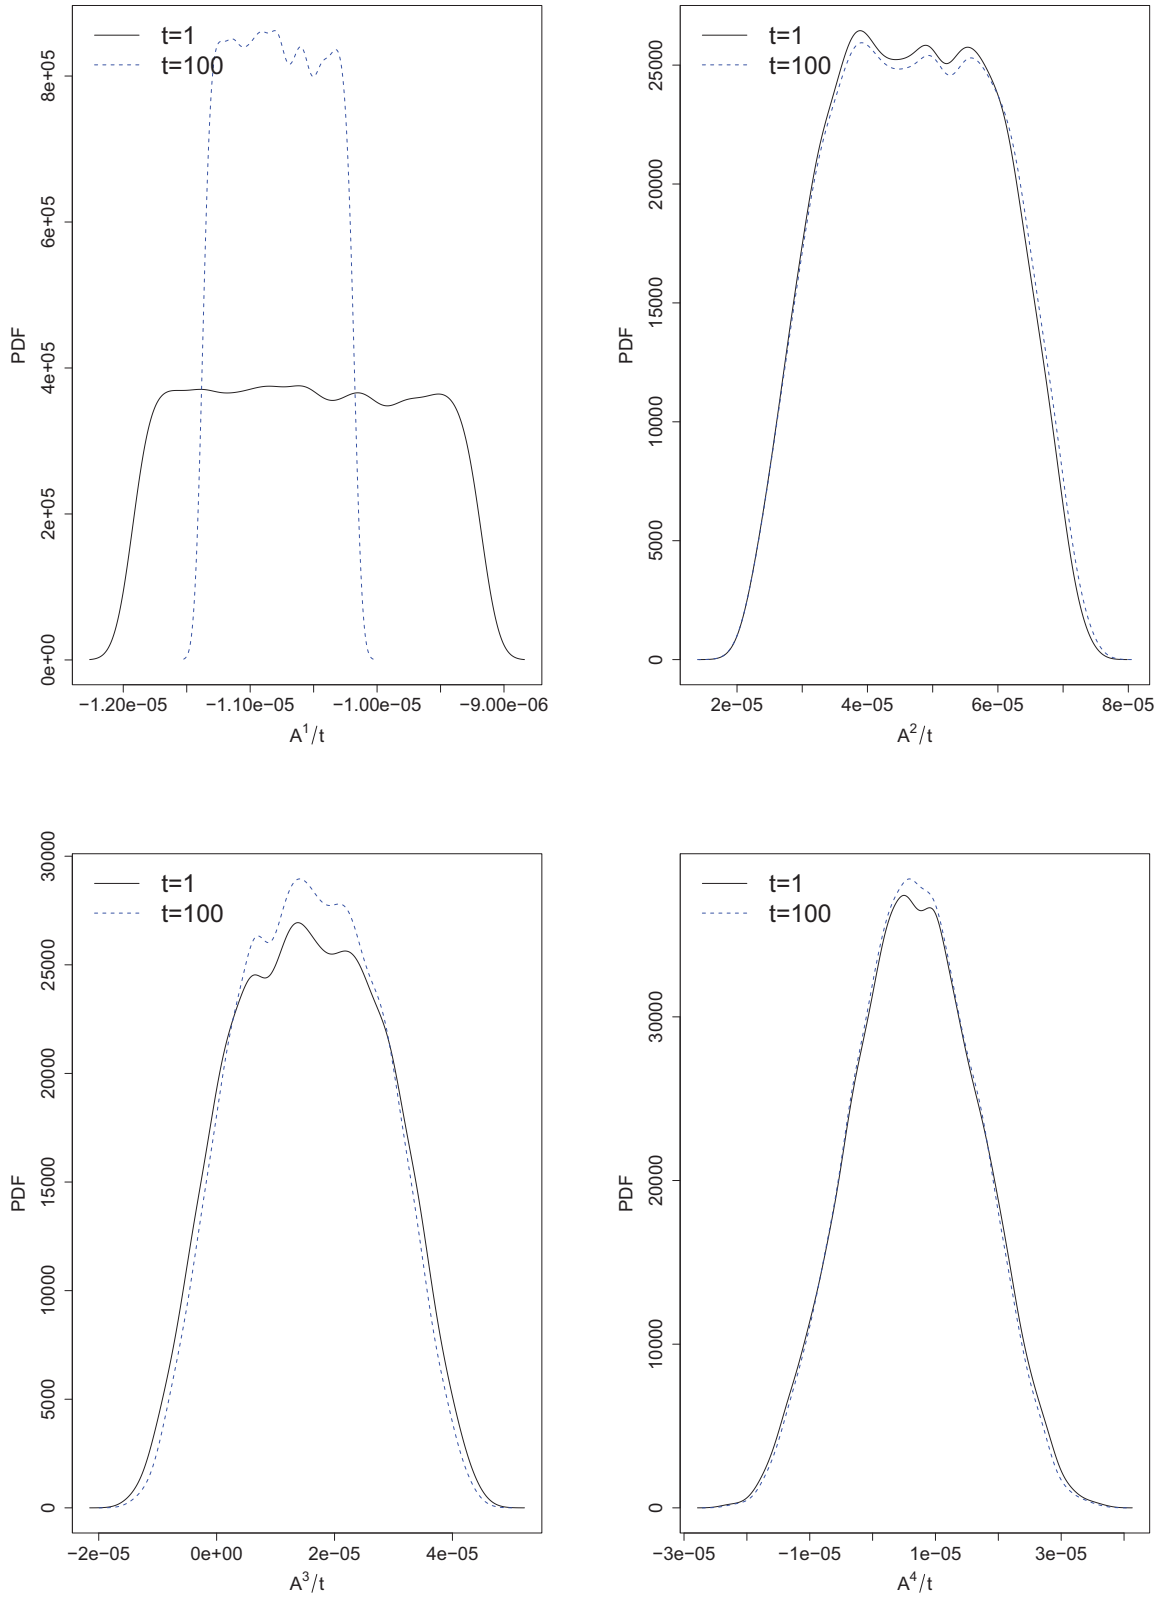 t=1
t=100
PDF
0e+00 2e+05 4e+05 6e+05 8e+05
−1.20e−05 −1.10e−05 −1.00e−05 −9.00e−06
A¹/t
t=1
t=100
PDF
0 5000 10000 15000 20000 25000
2e−05 4e−05 6e−05 8e−05
A²/t
t=1
t=100
PDF
0 5000 10000 15000 20000 25000 30000
−2e−05 0e+00 2e−05 4e−05
A³/t
t=1
t=100
PDF
0 10000 20000 30000
−3e−05 −1e−05 1e−05 3e−05
A⁴/t